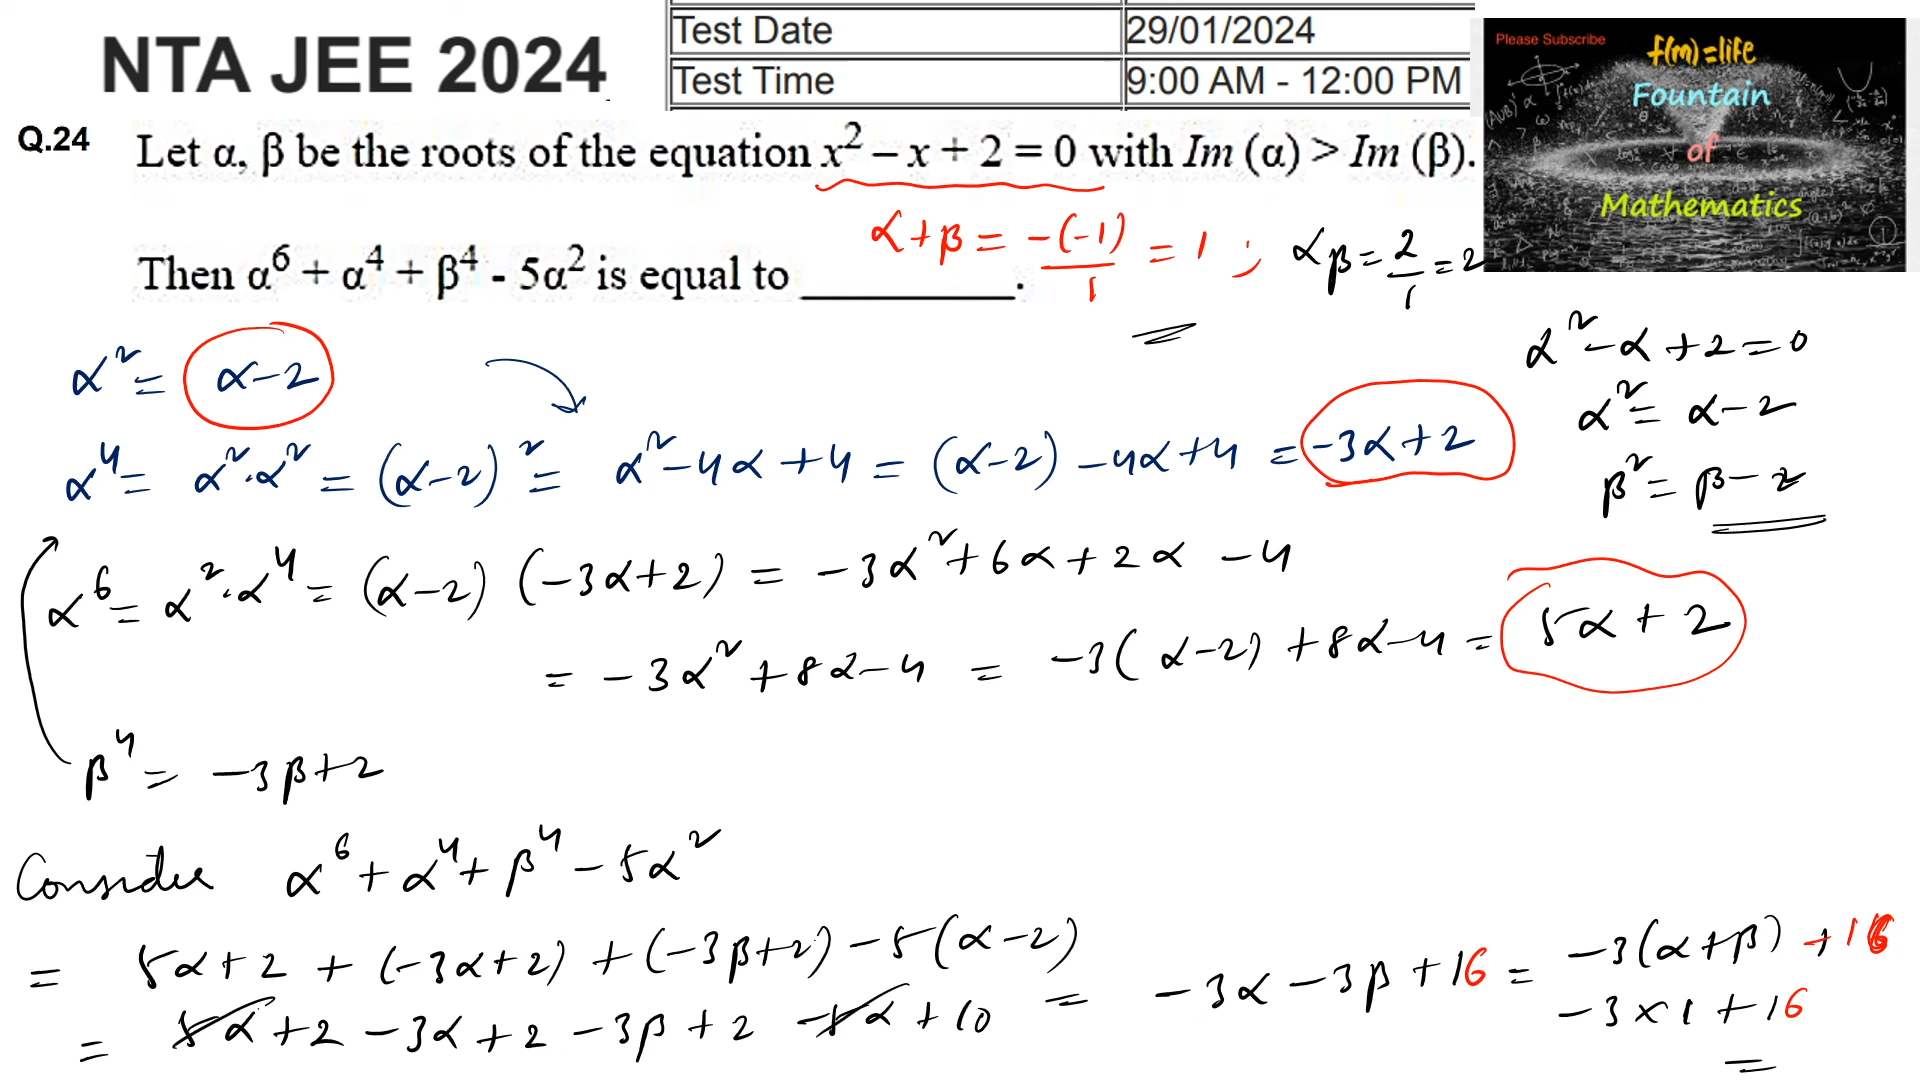 NTA JEE 2024
Test Date 29/01/2024
Test Time 9:00 AM - 12:00 PM
Please Subscribe
f(m)=life
Fountain
of
Mathematics
Q.24 Let α, β be the roots of the equation x² – x + 2 = 0 with Im (α) > Im (β).
α+β = -(-1)/1 = 1 ; αβ = 2/1 = 2
Then α⁶ + α⁴ + β⁴ - 5α² is equal to __________.
α² - α + 2 = 0
α² = α-2
β² = β-2
α² = α-2
α⁴ = α².α² = (α-2)² = α²-4α+4 = (α-2) -4α+4 = -3α+2
α⁶ = α².α⁴ = (α-2) (-3α+2) = -3α²+6α+2α -4
= -3α²+8α-4 = -3(α-2) +8α-4 = 5α+2
β⁴ = -3β+2
Consider α⁶+α⁴+β⁴-5α²
= 5α+2 + (-3α+2) + (-3β+2) -5(α-2)
= 5α+2 -3α+2 -3β+2 -5α+10 = -3α-3β+16 = -3(α+β)+16
-3×1+16
=